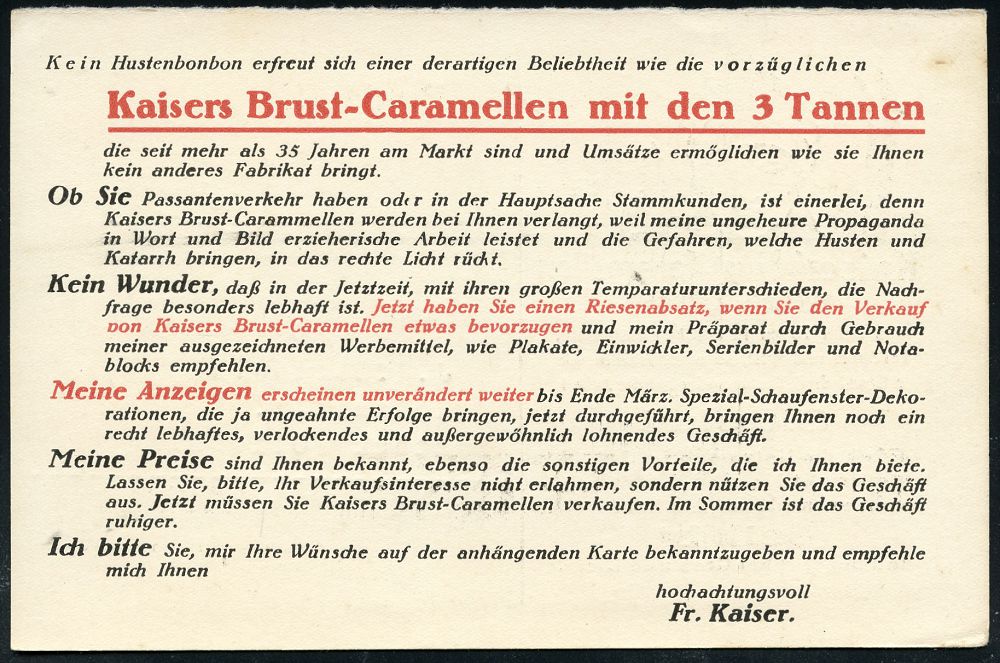 Kein Hustenbonbon erfreut sich einer derartigen Beliebtheit wie die vorzüglichen
Kaisers Brust-Caramellen mit den 3 Tannen
die seit mehr als 35 Jahren am Markt sind und Umsätze ermöglichen wie sie Ihnen
kein anderes Fabrikat bringt.
Ob Sie Passantenverkehr haben oder in der Hauptsache Stammkunden, ist einerlei, denn
Kaisers Brust-Carammellen werden bei Ihnen verlangt, weil meine ungeheure Propaganda
in Wort und Bild erzieherische Arbeit leistet und die Gefahren, welche Husten und
Katarrh bringen, in das rechte Licht rückt.
Kein Wunder, daß in der Jetztzeit, mit ihren großen Temparaturunterschieden, die Nach-
frage besonders lebhaft ist. Jetzt haben Sie einen Riesenabsatz, wenn Sie den Verkauf
von Kaisers Brust-Caramellen etwas bevorzugen und mein Präparat durch Gebrauch
meiner ausgezeichneten Werbemittel, wie Plakate, Einwickler, Serienbilder und Nota-
blocks empfehlen.
Meine Anzeigen erscheinen unverändert weiter bis Ende März. Spezial-Schaufenster-Deko-
rationen, die ja ungeahnte Erfolge bringen, jetzt durchgeführt, bringen Ihnen noch ein
recht lebhaftes, verlockendes und außergewöhnlich lohnendes Geschäft.
Meine Preise sind Ihnen bekannt, ebenso die sonstigen Vorteile, die ich Ihnen biete.
Lassen Sie, bitte, Ihr Verkaufsinteresse nicht erlahmen, sondern nützen Sie das Geschäft
aus. Jetzt müssen Sie Kaisers Brust-Caramellen verkaufen. Im Sommer ist das Geschäft
ruhiger.
Ich bitte Sie, mir Ihre Wünsche auf der anhängenden Karte bekanntzugeben und empfehle
mich Ihnen
hochachtungsvoll
Fr. Kaiser.